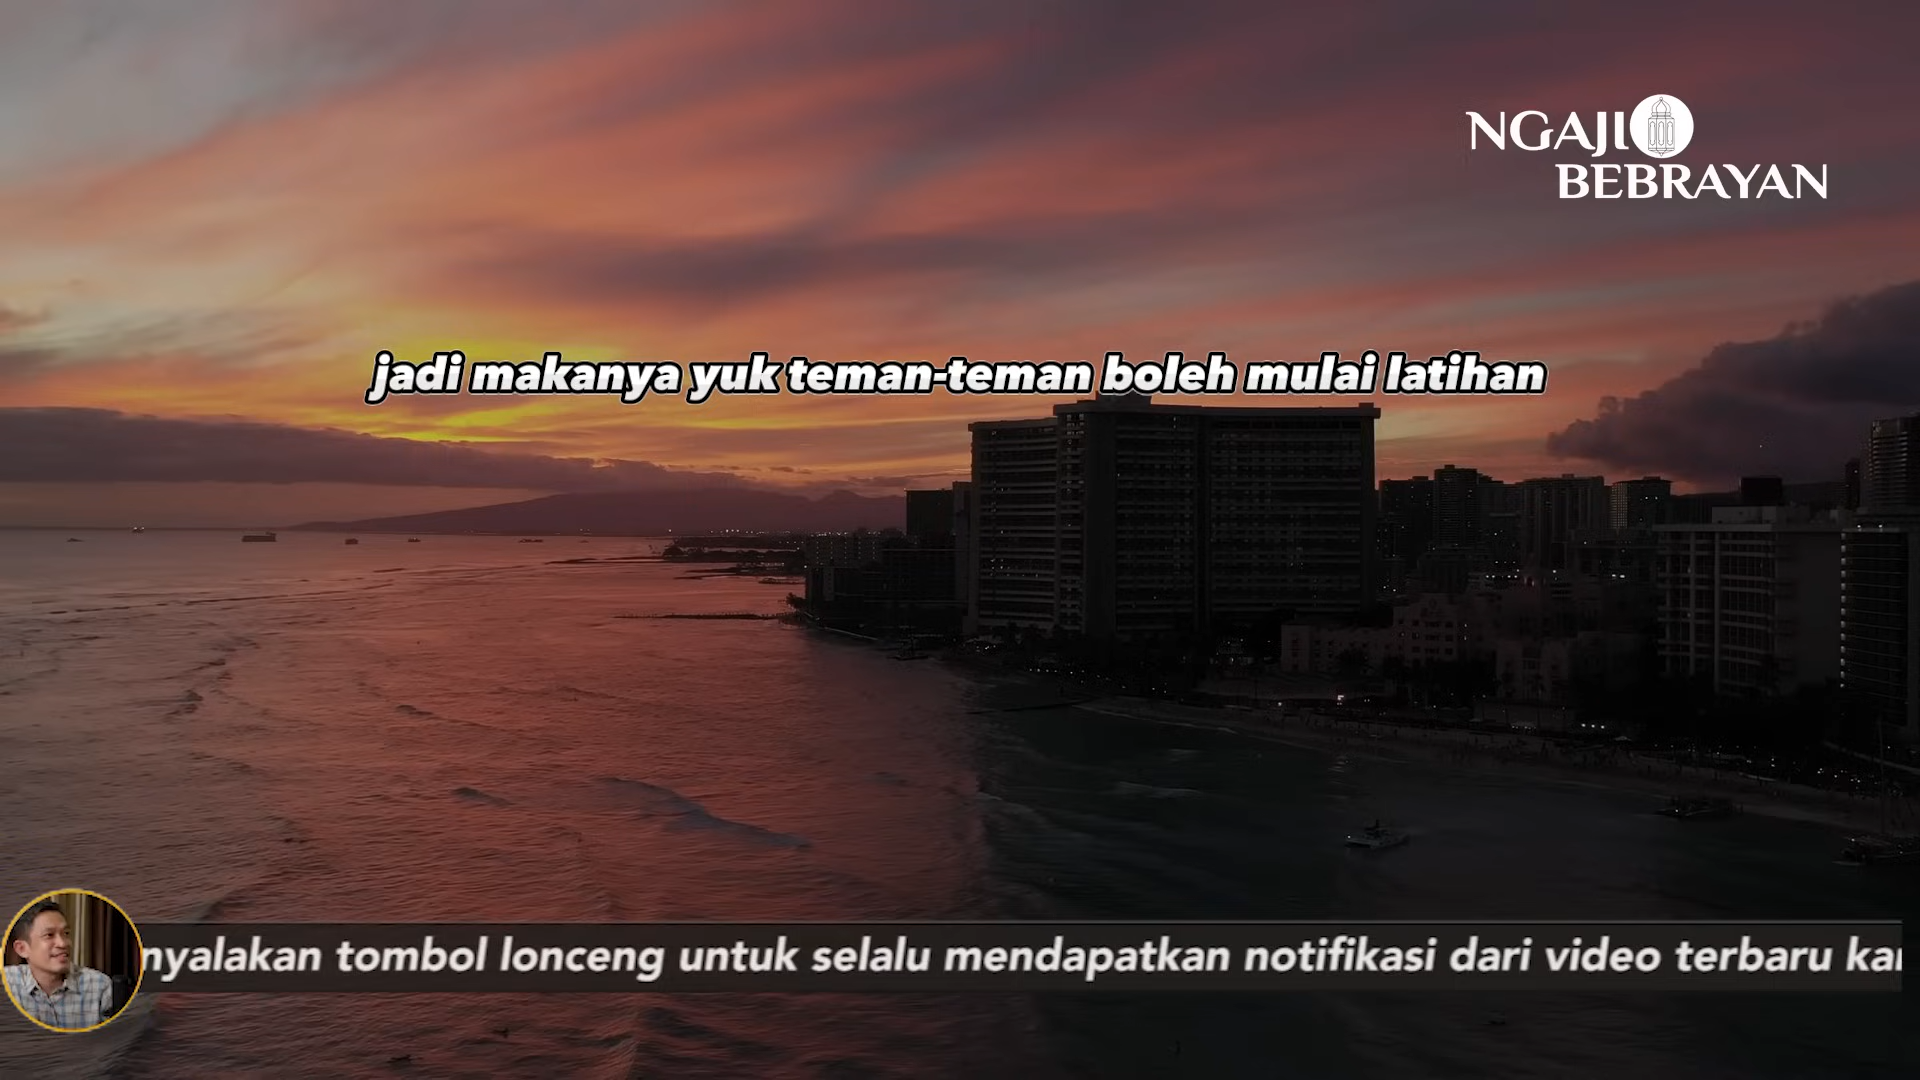 NGAJI
BEBRAYAN
jadi makanya yuk teman-teman boleh mulai latihan
nyalakan tombol lonceng untuk selalu mendapatkan notifikasi dari video terbaru